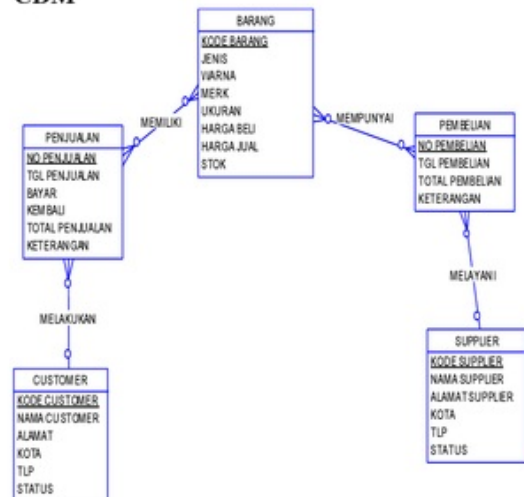 CDM
BARANG
KODE BARANG
JENIS
WARNA
MERK
UKURAN
HARGA BELI
HARGA JUAL
STOK
MEMILIKI
MEMPUNYAI
PENJUALAN
NO PENJUALAN
TGL PENJUALAN
BAYAR
KEMBALI
TOTAL PENJUALAN
KETERANGAN
PEMBELIAN
NO PEMBELIAN
TGL PEMBELIAN
TOTAL PEMBELIAN
KETERANGAN
MELAKUKAN
MELAYANI
CUSTOMER
KODE CUSTOMER
NAMA CUSTOMER
ALAMAT
KOTA
TLP
STATUS
SUPPLIER
KODE SUPPLIER
NAMA SUPPLIER
ALAMAT SUPPLIER
KOTA
TLP
STATUS